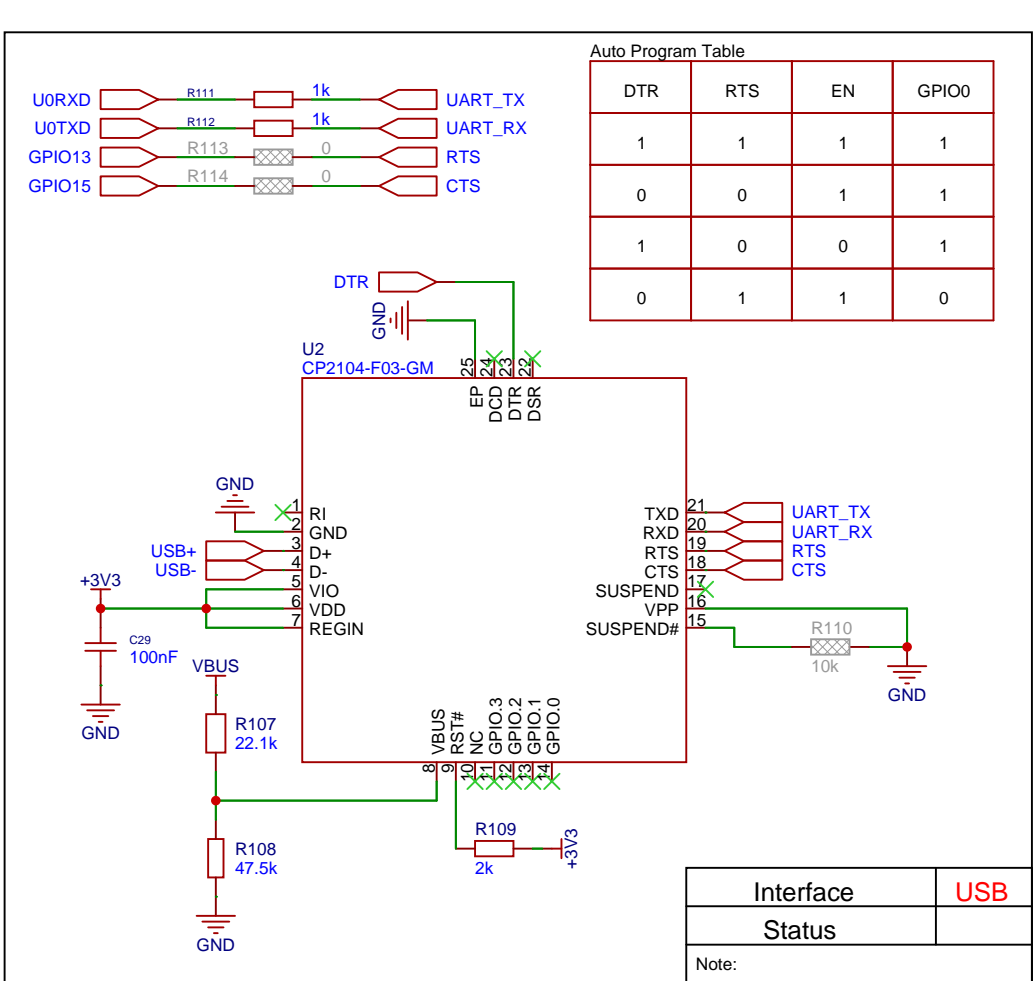 Auto Program Table
DTR RTS EN GPIO0
1 1 1 1
0 0 1 1
1 0 0 1
0 1 1 0
U0RXD R111 1k UART_TX
U0TXD R112 1k UART_RX
GPIO13 R113 0 RTS
GPIO15 R114 0 CTS
DTR
GND
U2
CP2104-F03-GM
25 24 23 22
EP DCD DTR DSR
GND
1 RI
2 GND
USB+ 3 D+
USB- 4 D-
+3V3 5 VIO
6 VDD
7 REGIN
C29
100nF
GND
TXD 21 UART_TX
RXD 20 UART_RX
RTS 19 RTS
CTS 18 CTS
SUSPEND 17
VPP 16
SUSPEND# 15
R110
10k
GND
VBUS
R107
22.1k
R108
47.5k
GND
VBUS RST# NC GPIO.3 GPIO.2 GPIO.1 GPIO.0
8 9 10 11 12 13 14
R109
2k
+3V3
Interface USB
Status
Note: